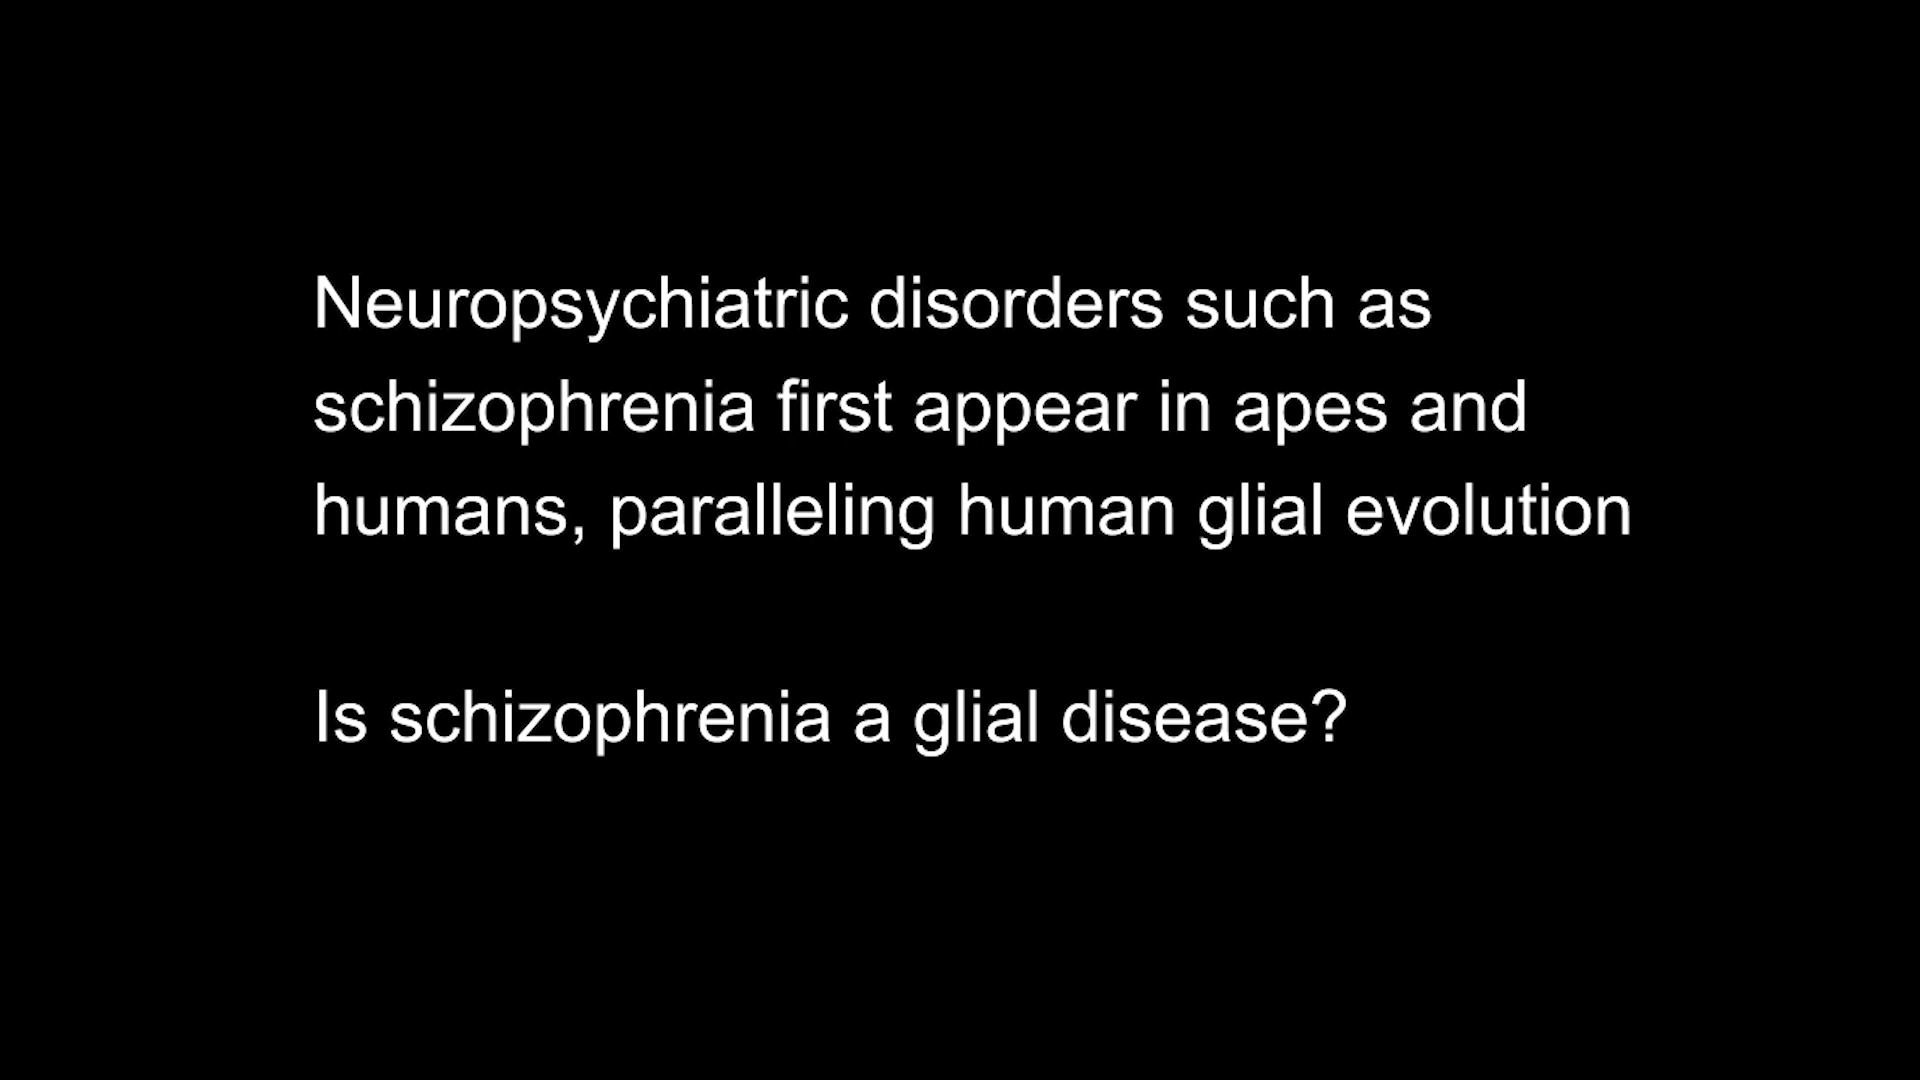 Neuropsychiatric disorders such as
schizophrenia first appear in apes and
humans, paralleling human glial evolution
Is schizophrenia a glial disease?